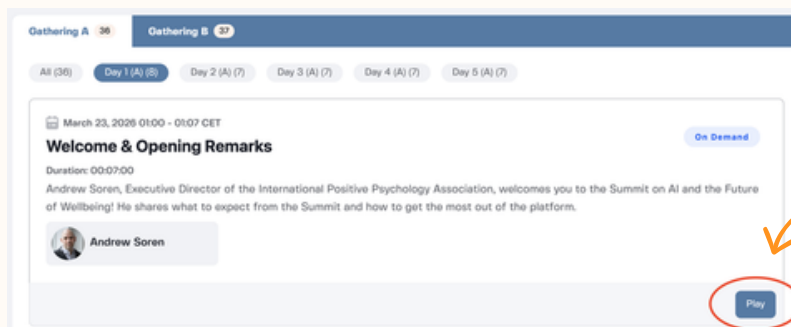 Gathering A 36 Gathering B 37
All (36) Day 1 (A) (8) Day 2 (A) (7) Day 3 (A) (7) Day 4 (A) (7) Day 5 (A) (7)
March 23, 2026 01:00 - 01:07 CET
On Demand
Welcome & Opening Remarks
Duration: 00:07:00
Andrew Soren, Executive Director of the International Positive Psychology Association, welcomes you to the Summit on AI and the Future
of Wellbeing! He shares what to expect from the Summit and how to get the most out of the platform.
Andrew Soren
Play